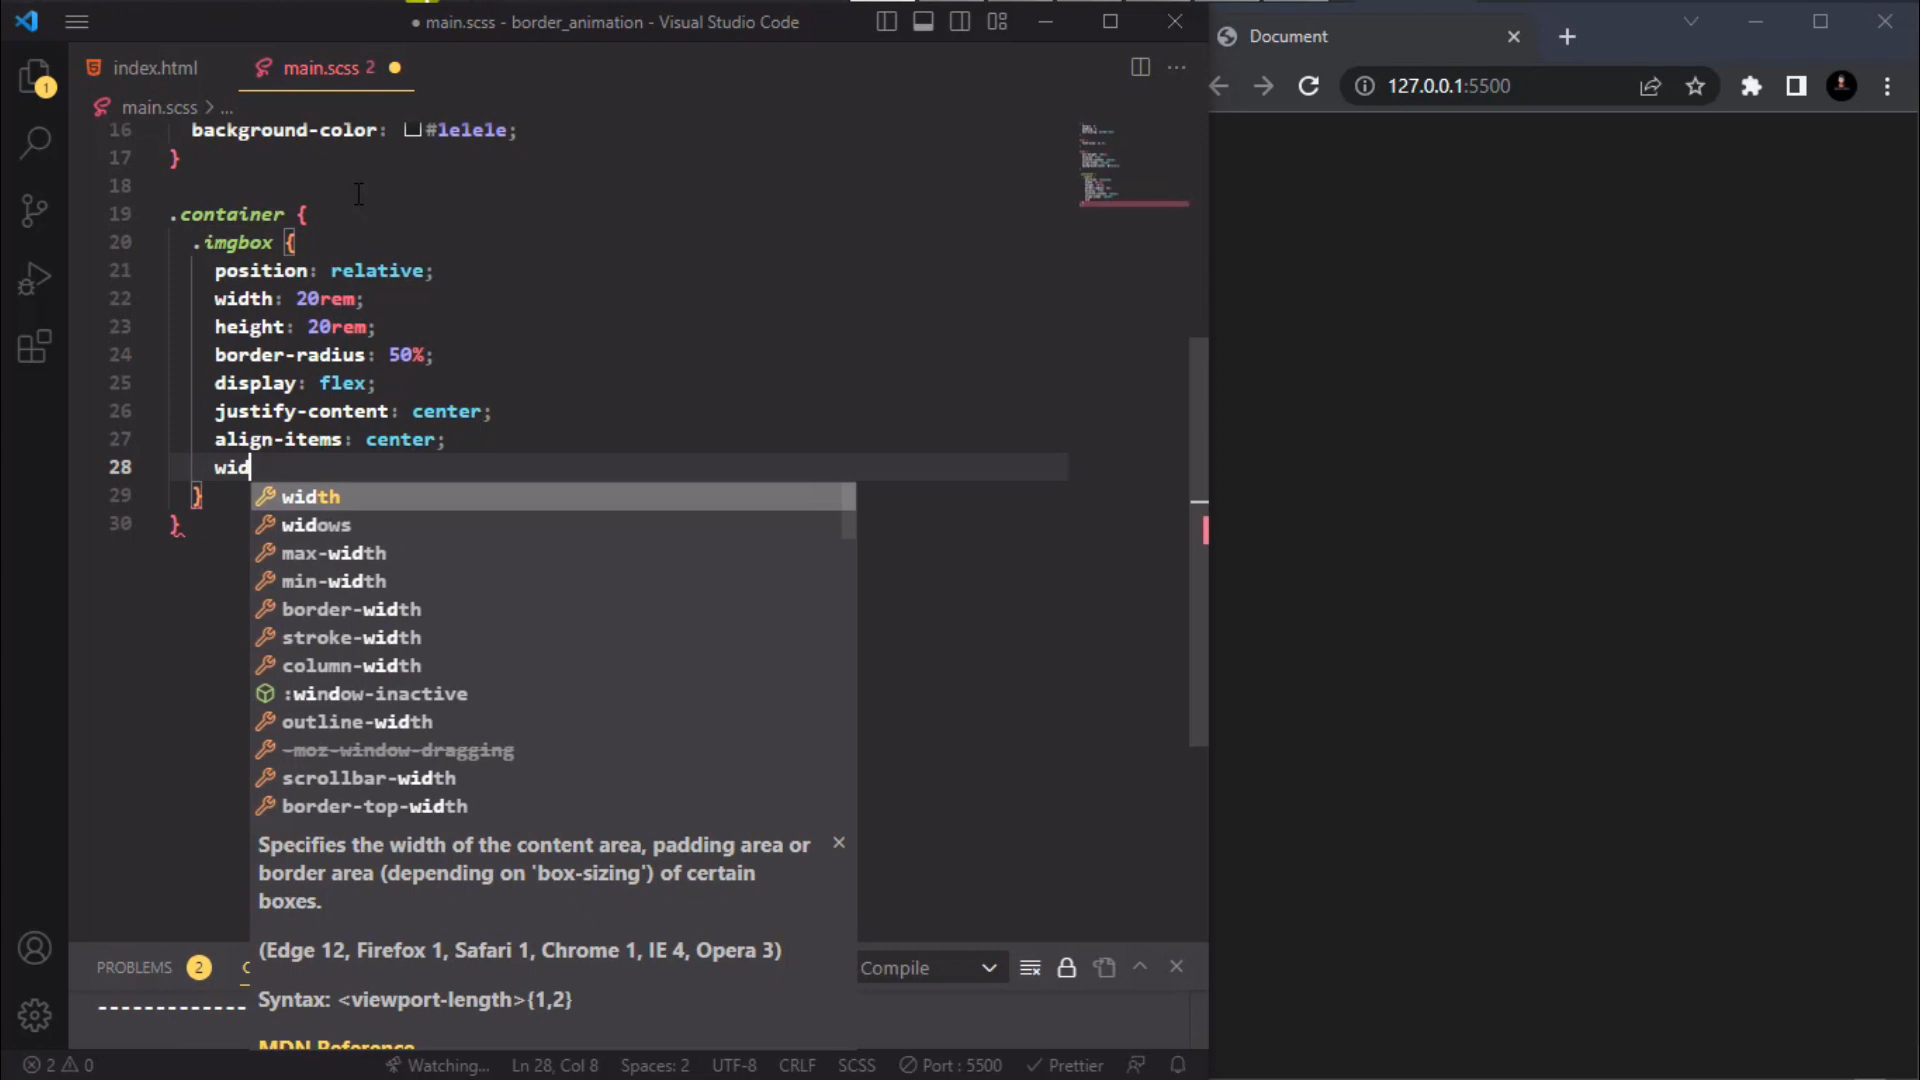 ● main.scss - border_animation - Visual Studio Code
index.html
main.scss 2 ●
main.scss > ...
16 background-color: #1e1e1e;
17 }
18
19 .container {
20 .imgbox {
21 position: relative;
22 width: 20rem;
23 height: 20rem;
24 border-radius: 50%;
25 display: flex;
26 justify-content: center;
27 align-items: center;
28 wid
29 }
30 }
width
widows
max-width
min-width
border-width
stroke-width
column-width
:window-inactive
outline-width
-moz-window-dragging
scrollbar-width
border-top-width
Specifies the width of the content area, padding area or
border area (depending on 'box-sizing') of certain
boxes.
(Edge 12, Firefox 1, Safari 1, Chrome 1, IE 4, Opera 3)
Syntax: <viewport-length>{1,2}
MDN Reference
1
PROBLEMS 2
Compile
--------------
2 0 Watching... Ln 28, Col 8 Spaces: 2 UTF-8 CRLF SCSS Port : 5500 Prettier
Document
127.0.0.1:5500